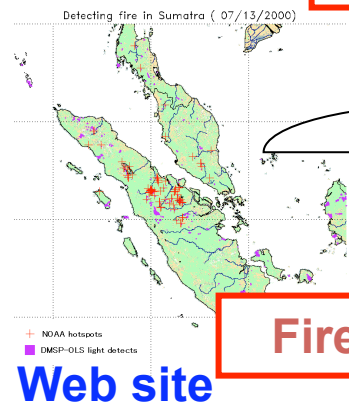 Detecting fire in Sumatra ( 07/13/2000)
NOAA hotspots
DMSP-OLS light detects
Fire
Web site